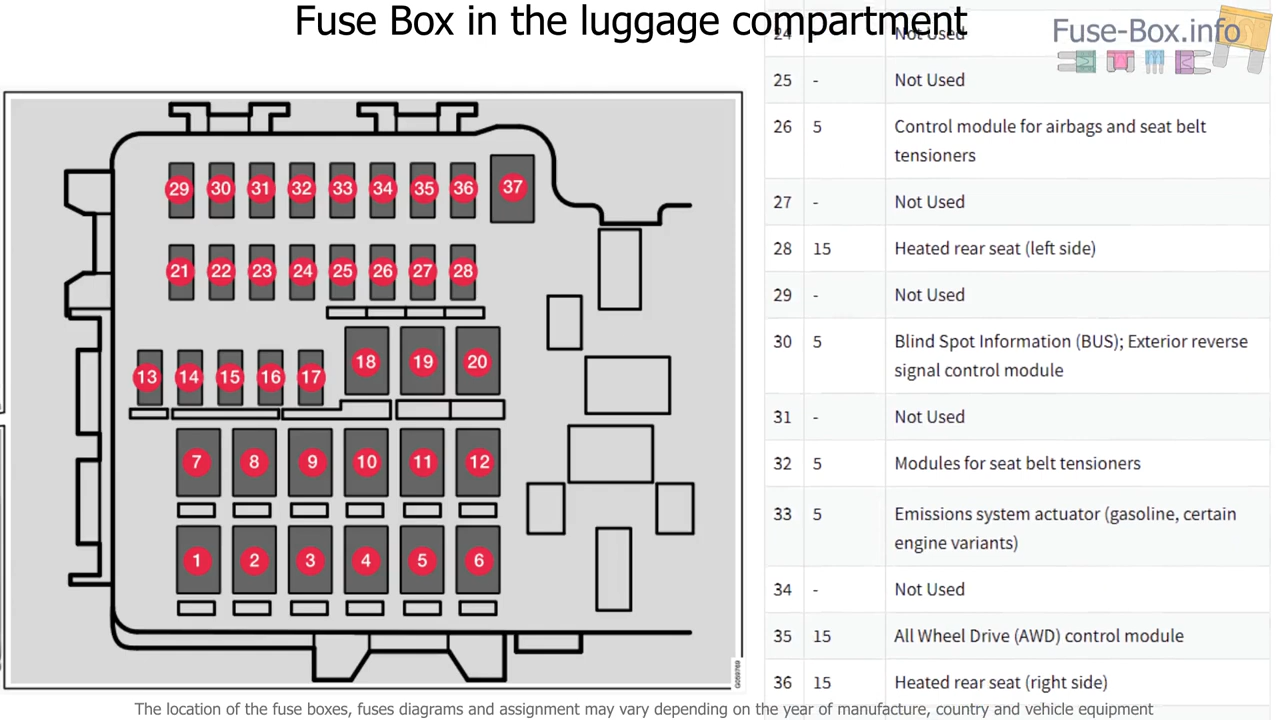 Fuse Box in the luggage compartment
Fuse-Box.info
24 Not Used
25 - Not Used
26 5 Control module for airbags and seat belt
tensioners
27 - Not Used
28 15 Heated rear seat (left side)
29 - Not Used
30 5 Blind Spot Information (BUS); Exterior reverse
signal control module
31 - Not Used
32 5 Modules for seat belt tensioners
33 5 Emissions system actuator (gasoline, certain
engine variants)
34 - Not Used
35 15 All Wheel Drive (AWD) control module
36 15 Heated rear seat (right side)
29 30 31 32 33 34 35 36 37
21 22 23 24 25 26 27 28
18 19 20
13 14 15 16 17
7 8 9 10 11 12
1 2 3 4 5 6
G059769
The location of the fuse boxes, fuses diagrams and assignment may vary depending on the year of manufacture, country and vehicle equipment